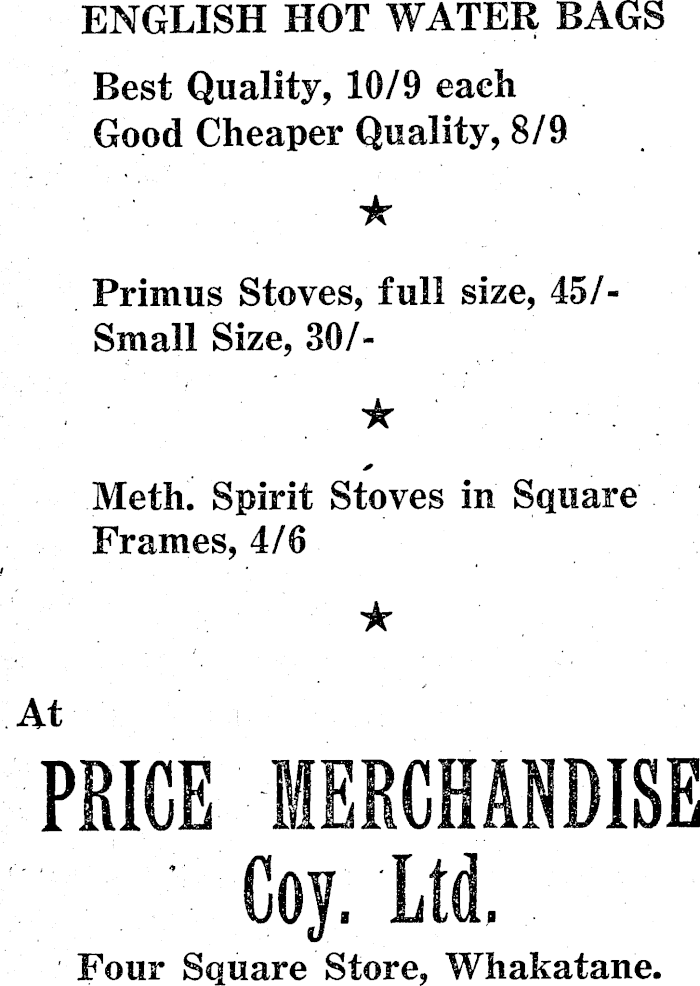 ENGLISH HOT WATER BAGS
Best Quality, 10/9 each
Good Cheaper Quality, 8/9
Primus Stoves, full size, 45/-
Small Size, 30/-
Meth. Spirit Stoves in Square
Frames, 4/6
At
PRICE MERCHANDISE
Coy. Ltd.
Four Square Store, Whakatane.